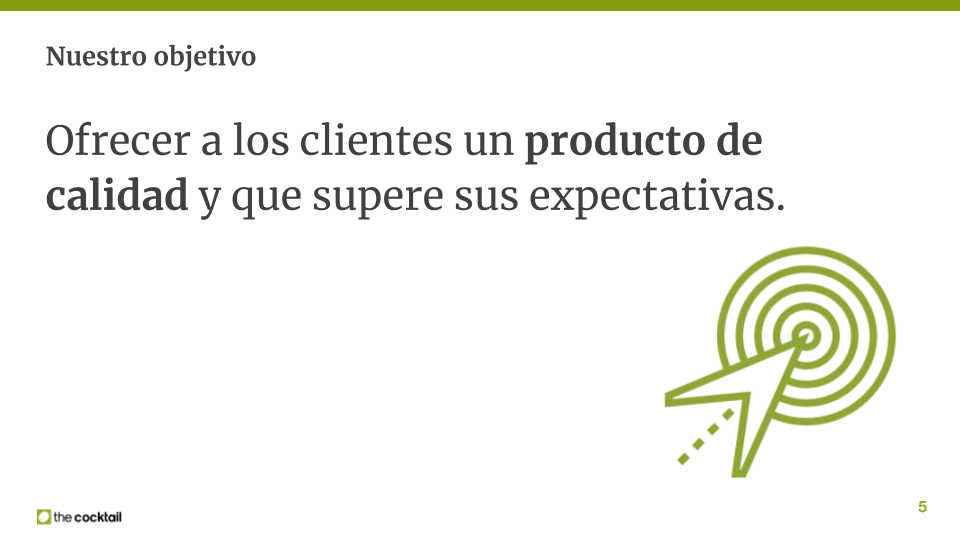 Nuestro objetivo
Ofrecer a los clientes un producto de
calidad y que supere sus expectativas.
the cocktail
5